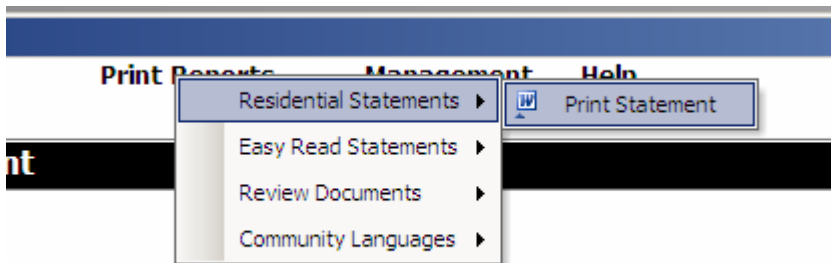 Print Reports Management Help
Residential Statements Print Statement
nt
Easy Read Statements
Review Documents
Community Languages